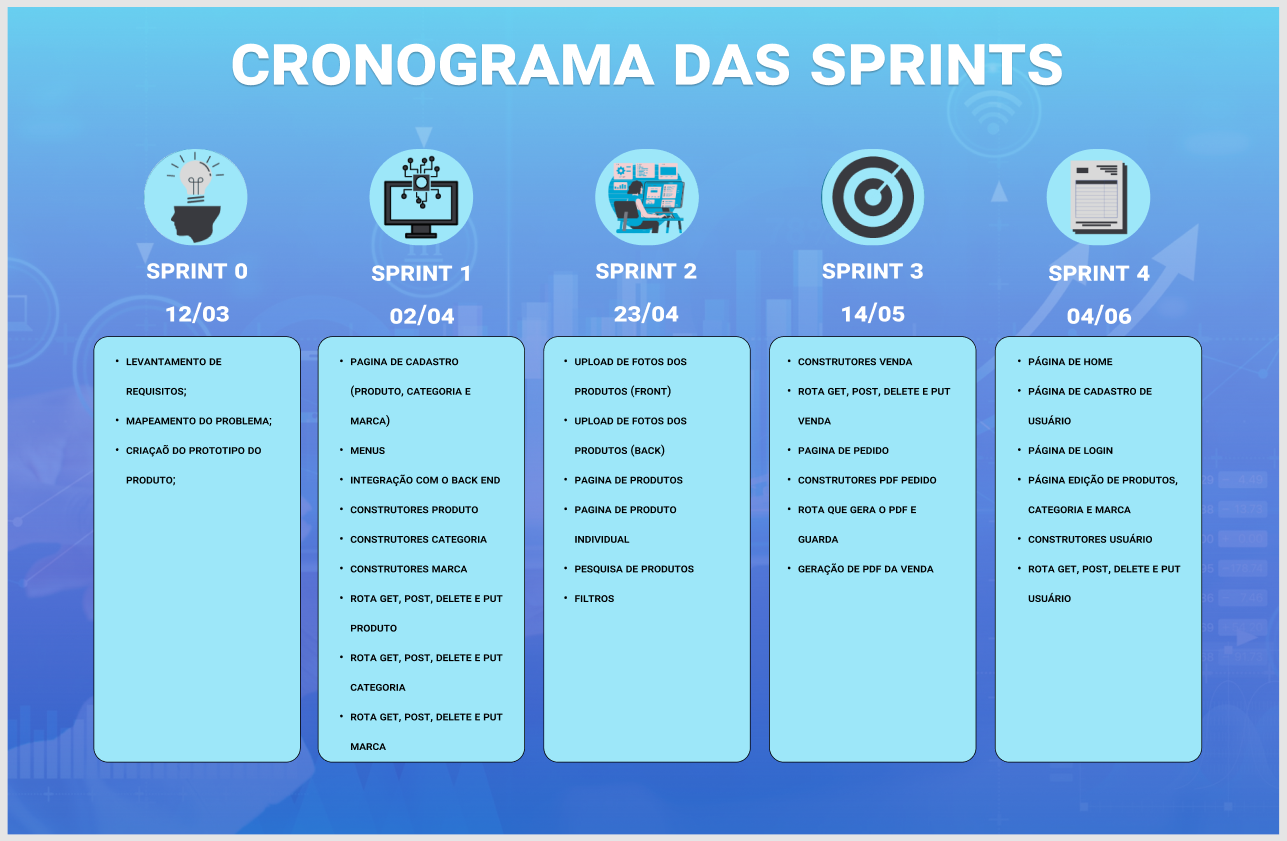 CRONOGRAMA DAS SPRINTS
SPRINT 0
12/03
• LEVANTAMENTO DE
REQUISITOS;
• MAPEAMENTO DO PROBLEMA;
• CRIAÇAÕ DO PROTOTIPO DO
PRODUTO;
SPRINT 1
02/04
• PAGINA DE CADASTRO
(PRODUTO, CATEGORIA E
MARCA)
• MENUS
• INTEGRAÇÃO COM O BACK END
• CONSTRUTORES PRODUTO
• CONSTRUTORES CATEGORIA
• CONSTRUTORES MARCA
• ROTA GET, POST, DELETE E PUT
PRODUTO
• ROTA GET, POST, DELETE E PUT
CATEGORIA
• ROTA GET, POST, DELETE E PUT
MARCA
SPRINT 2
23/04
• UPLOAD DE FOTOS DOS
PRODUTOS (FRONT)
• UPLOAD DE FOTOS DOS
PRODUTOS (BACK)
• PAGINA DE PRODUTOS
• PAGINA DE PRODUTO
INDIVIDUAL
• PESQUISA DE PRODUTOS
• FILTROS
SPRINT 3
14/05
• CONSTRUTORES VENDA
• ROTA GET, POST, DELETE E PUT
VENDA
• PAGINA DE PEDIDO
• CONSTRUTORES PDF PEDIDO
• ROTA QUE GERA O PDF E
GUARDA
• GERAÇÃO DE PDF DA VENDA
SPRINT 4
04/06
• PÁGINA DE HOME
• PÁGINA DE CADASTRO DE
USUÁRIO
• PÁGINA DE LOGIN
• PÁGINA EDIÇÃO DE PRODUTOS,
CATEGORIA E MARCA
• CONSTRUTORES USUÁRIO
• ROTA GET, POST, DELETE E PUT
USUÁRIO